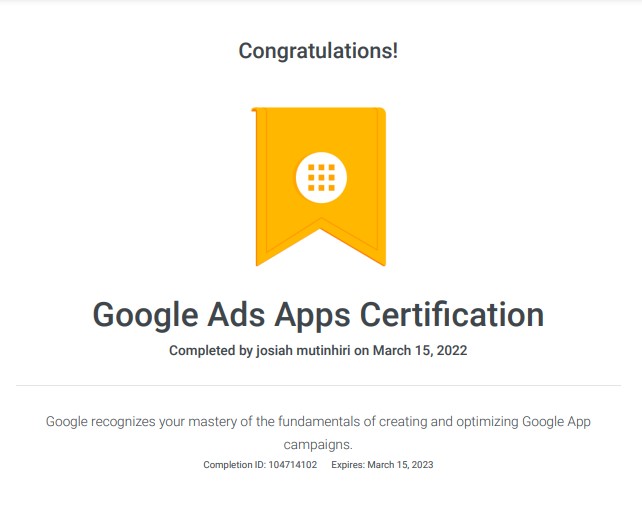 Congratulations!
Google Ads Apps Certification
Completed by josiah mutinhiri on March 15, 2022
Google recognizes your mastery of the fundamentals of creating and optimizing Google App
campaigns.
Completion ID: 104714102 Expires: March 15, 2023